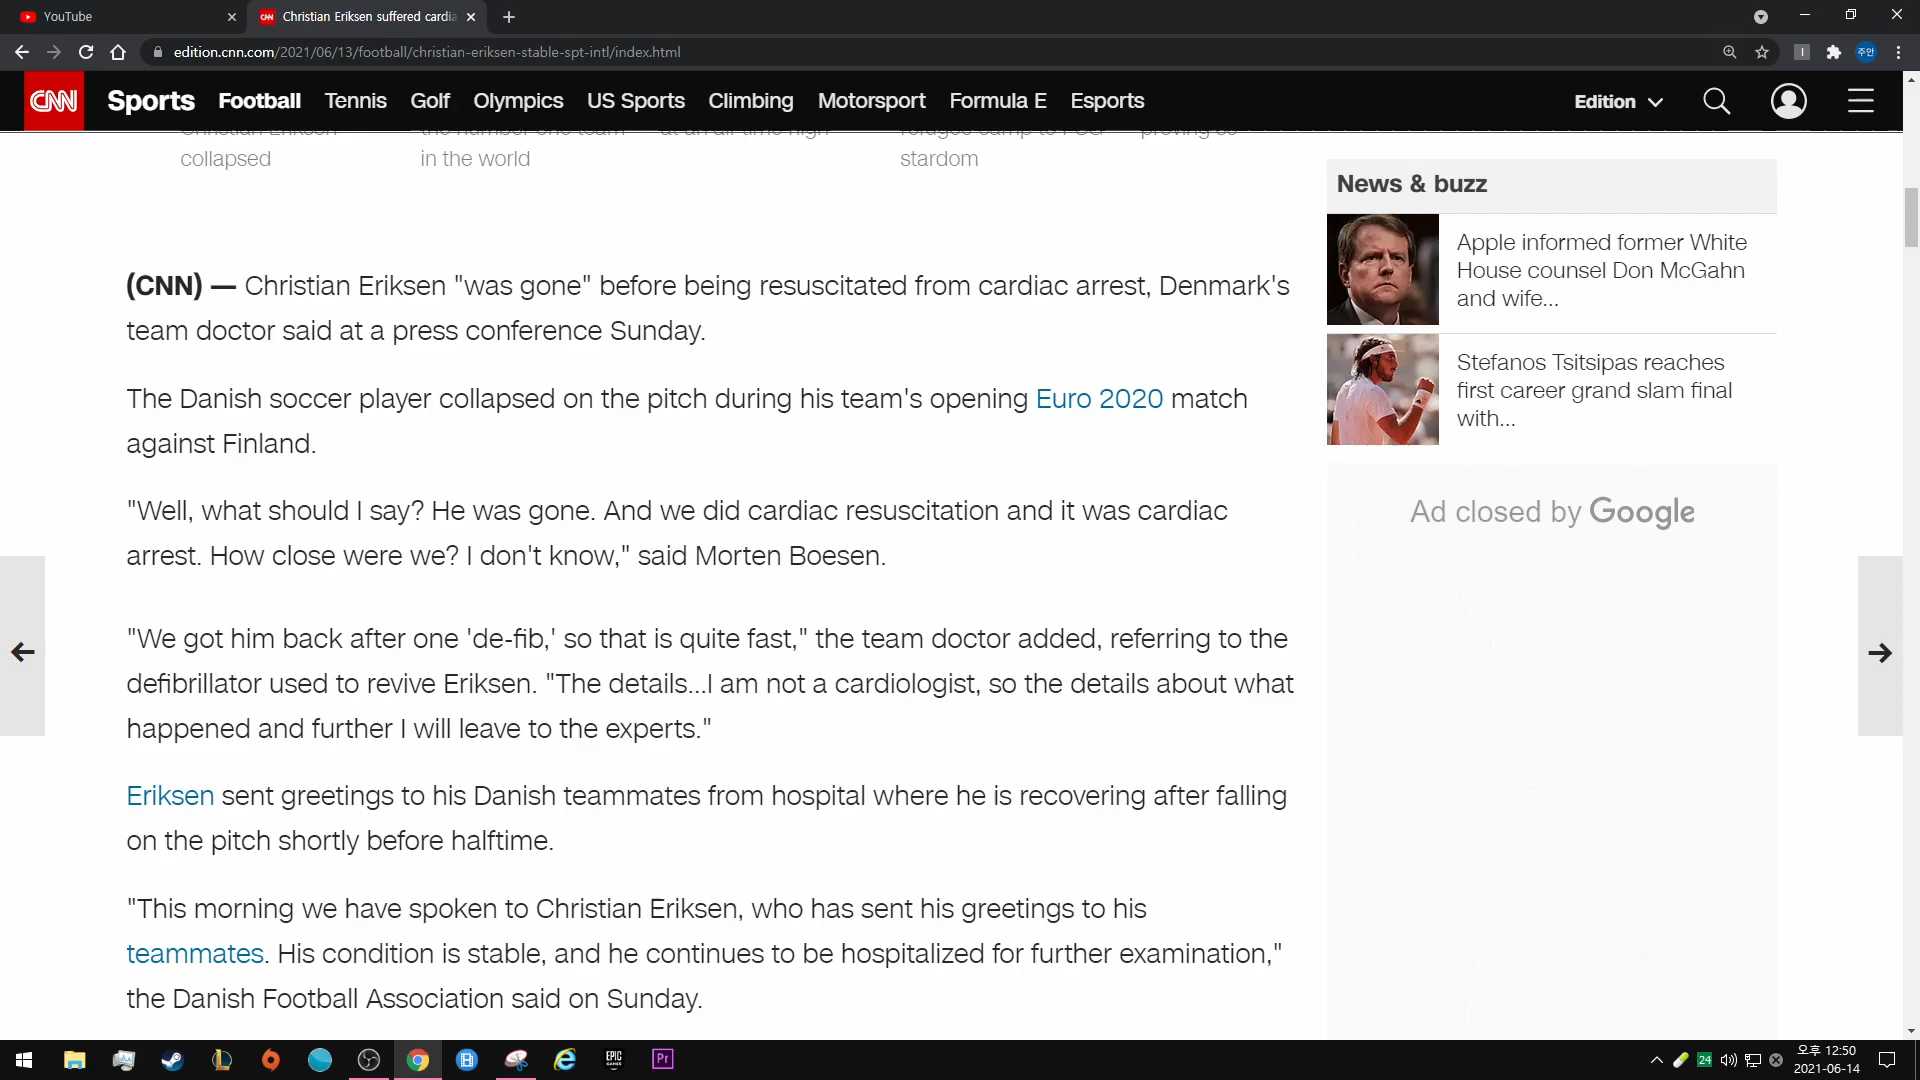 YouTube
CNN Christian Eriksen suffered cardia
edition.cnn.com/2021/06/13/football/christian-eriksen-stable-spt-intl/index.html
주안
CNN Sports Football Tennis Golf Olympics US Sports Climbing Motorsport Formula E Esports Edition
collapsed in the world stardom
News & buzz
Apple informed former White
House counsel Don McGahn
and wife...
Stefanos Tsitsipas reaches
first career grand slam final
with...
Ad closed by Google
(CNN) — Christian Eriksen "was gone" before being resuscitated from cardiac arrest, Denmark's
team doctor said at a press conference Sunday.
The Danish soccer player collapsed on the pitch during his team's opening Euro 2020 match
against Finland.
"Well, what should I say? He was gone. And we did cardiac resuscitation and it was cardiac
arrest. How close were we? I don't know," said Morten Boesen.
"We got him back after one 'de-fib,' so that is quite fast," the team doctor added, referring to the
defibrillator used to revive Eriksen. "The details...I am not a cardiologist, so the details about what
happened and further I will leave to the experts."
Eriksen sent greetings to his Danish teammates from hospital where he is recovering after falling
on the pitch shortly before halftime.
"This morning we have spoken to Christian Eriksen, who has sent his greetings to his
teammates. His condition is stable, and he continues to be hospitalized for further examination,"
the Danish Football Association said on Sunday.
EPIC
GAMES
Pr
24
오후 12:50
2021-06-14